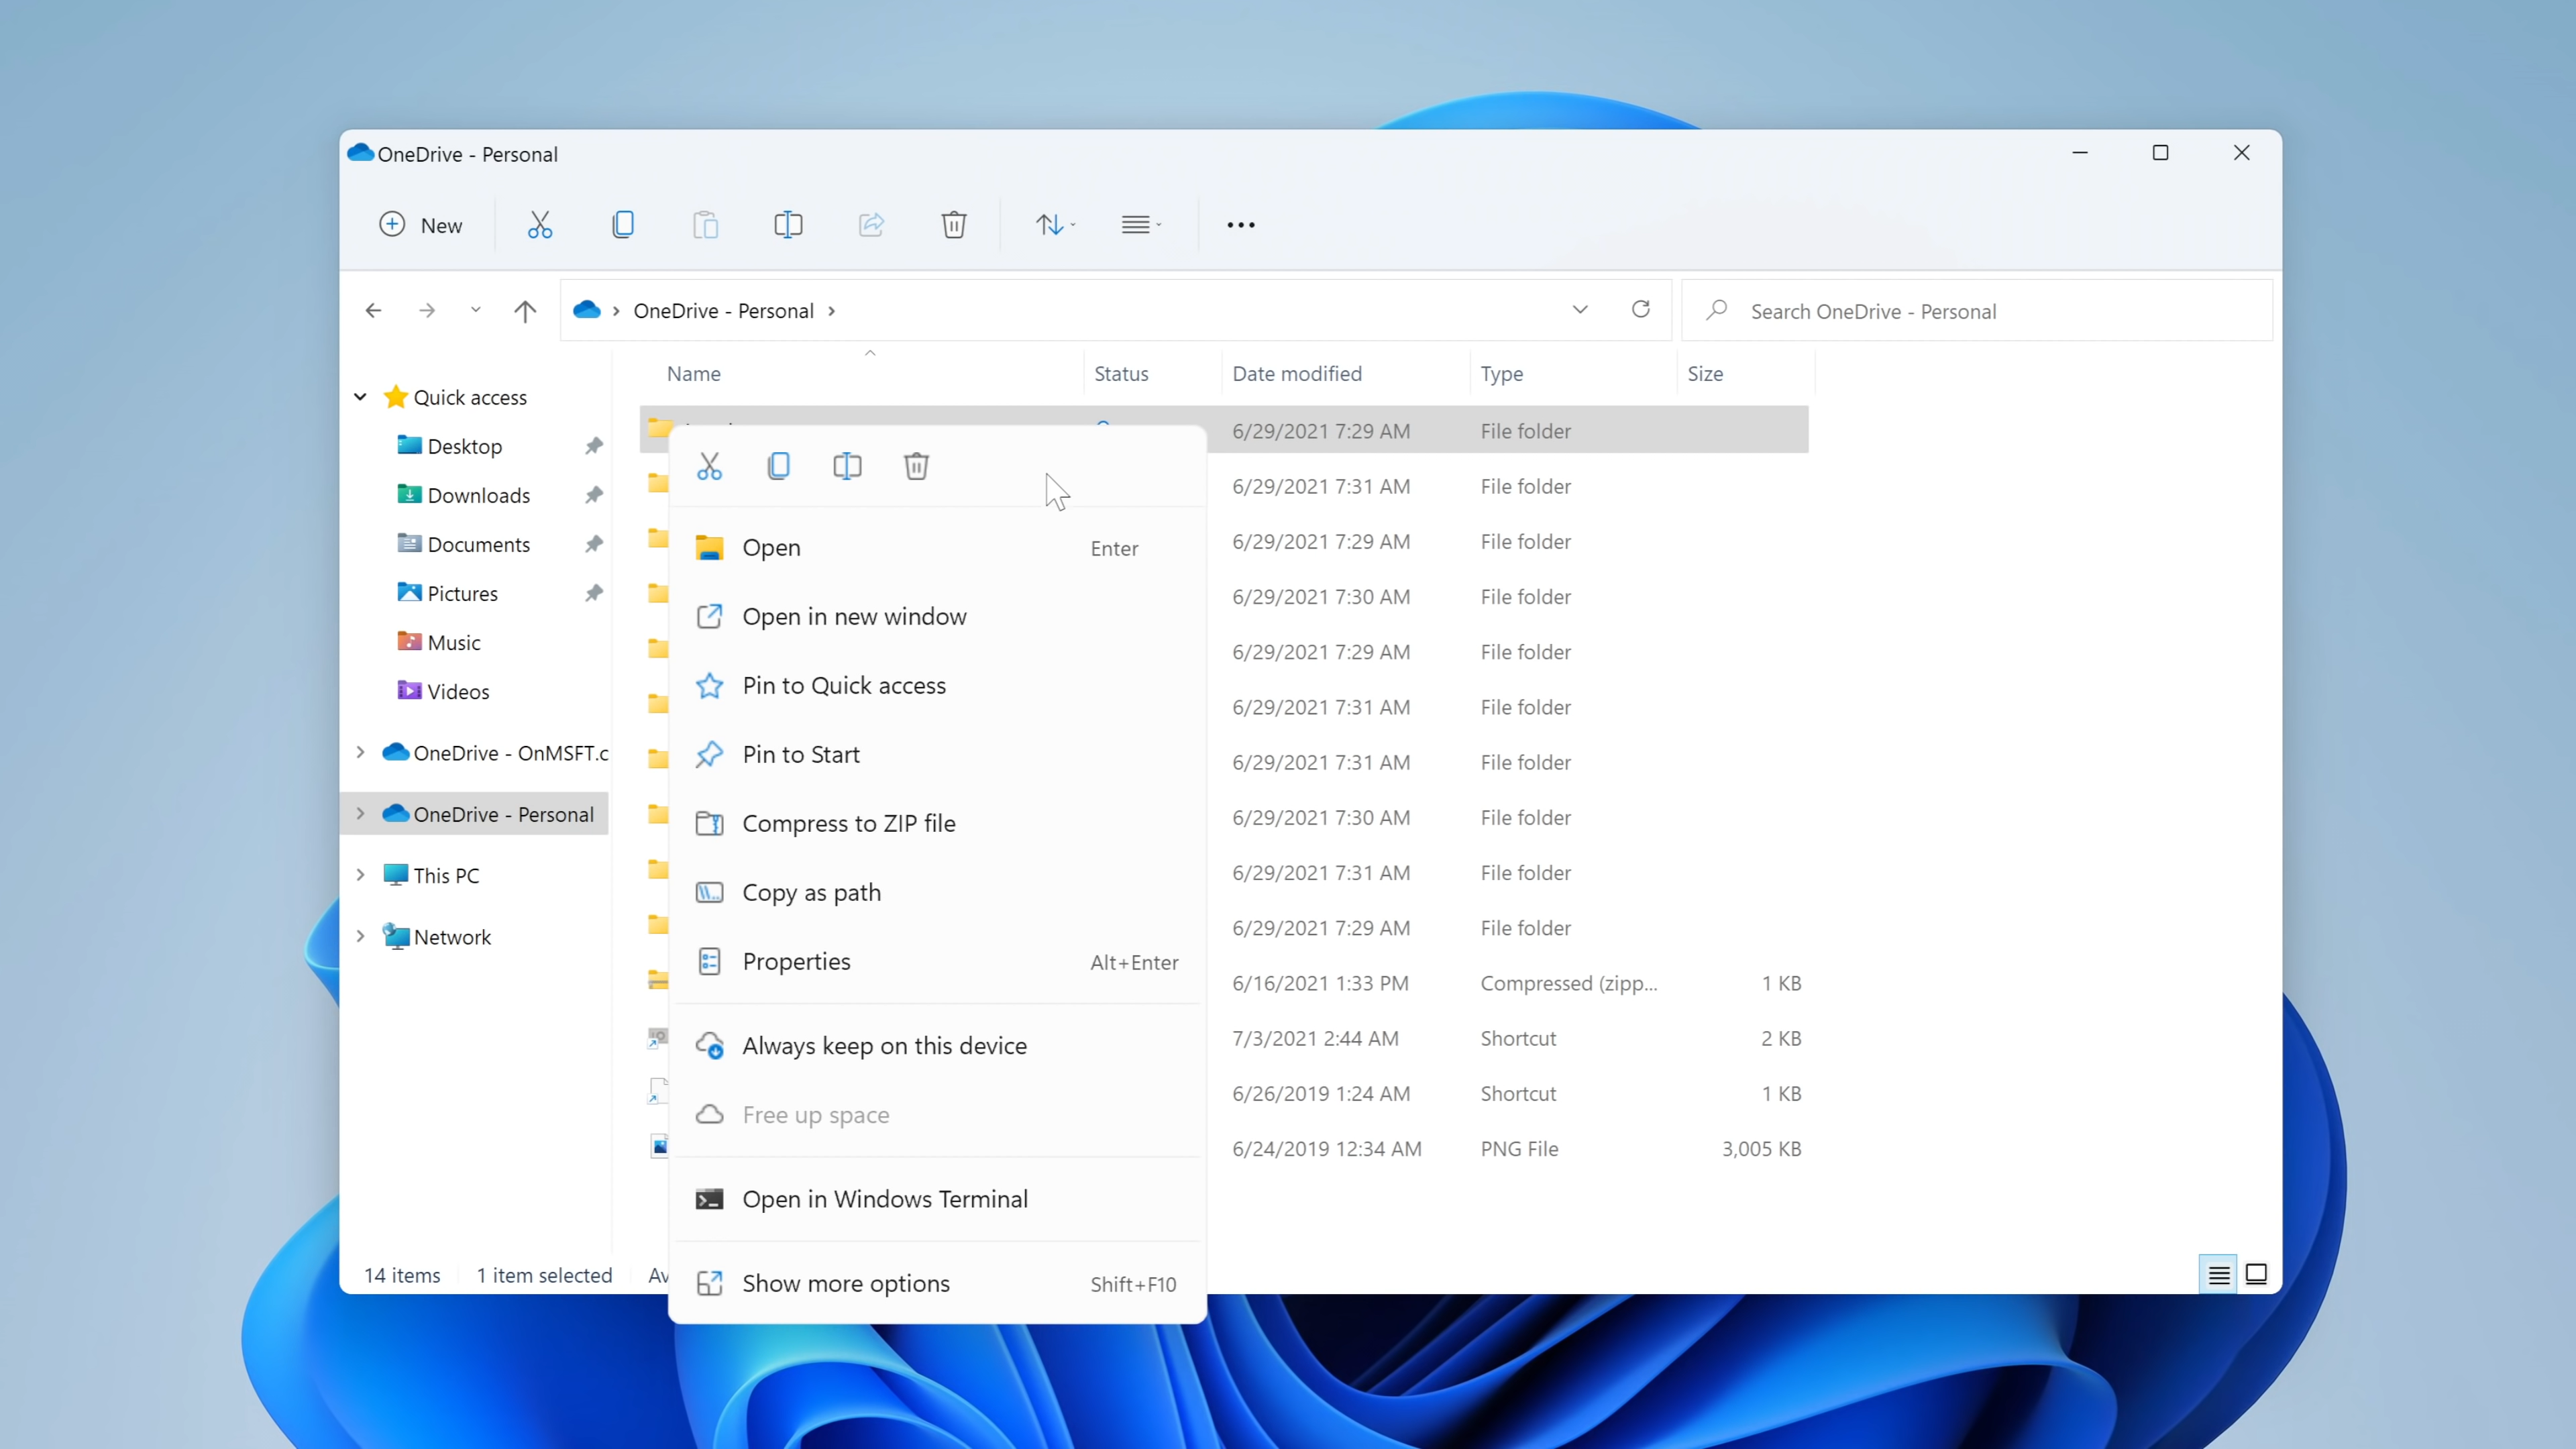 OneDrive - Personal
New
OneDrive - Personal
Search OneDrive - Personal
Name Status Date modified Type Size
Quick access
Desktop
Downloads
Documents
Pictures
Music
Videos
OneDrive - OnMSFT.c
OneDrive - Personal
This PC
Network
6/29/2021 7:29 AM File folder
6/29/2021 7:31 AM File folder
6/29/2021 7:29 AM File folder
6/29/2021 7:30 AM File folder
6/29/2021 7:29 AM File folder
6/29/2021 7:31 AM File folder
6/29/2021 7:31 AM File folder
6/29/2021 7:30 AM File folder
6/29/2021 7:31 AM File folder
6/29/2021 7:29 AM File folder
6/16/2021 1:33 PM Compressed (zipp... 1 KB
7/3/2021 2:44 AM Shortcut 2 KB
6/26/2019 1:24 AM Shortcut 1 KB
6/24/2019 12:34 AM PNG File 3,005 KB
Open Enter
Open in new window
Pin to Quick access
Pin to Start
Compress to ZIP file
Copy as path
Properties Alt+Enter
Always keep on this device
Free up space
Open in Windows Terminal
Show more options Shift+F10
14 items 1 item selected Av